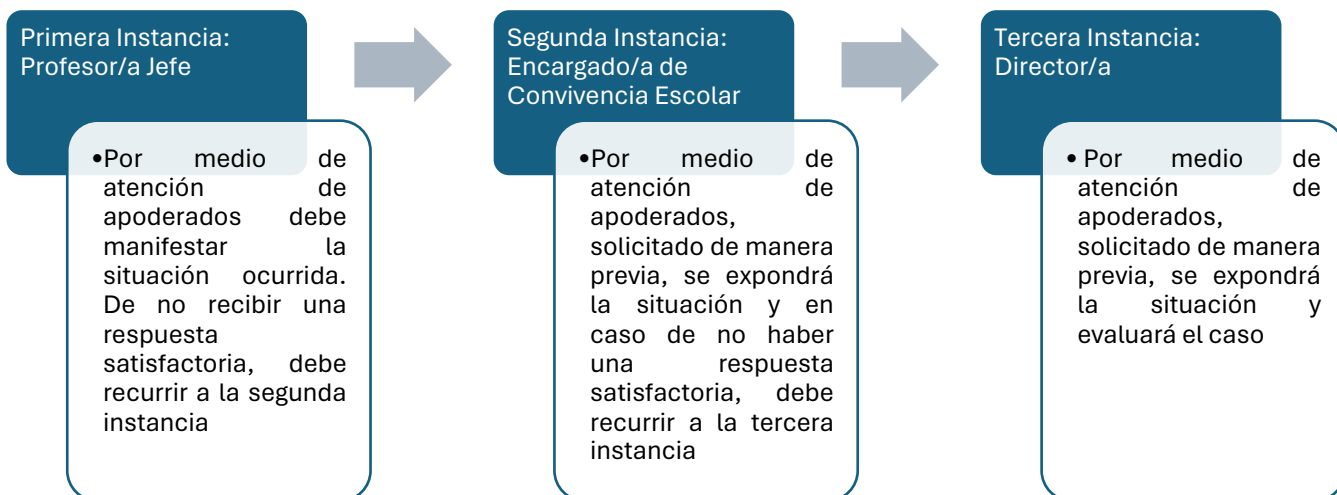 Primera Instancia:
Profesor/a Jefe
•Por medio de
atención de
apoderados debe
manifestar la
situación ocurrida.
De no recibir una
respuesta
satisfactoria, debe
recurrir a la segunda
instancia
Segunda Instancia:
Encargado/a de
Convivencia Escolar
•Por medio de
atención de
apoderados,
solicitado de manera
previa, se expondrá
la situación y en
caso de no haber
una respuesta
satisfactoria, debe
recurrir a la tercera
instancia
Tercera Instancia:
Director/a
• Por medio de
atención de
apoderados,
solicitado de manera
previa, se expondrá
la situación y
evaluará el caso